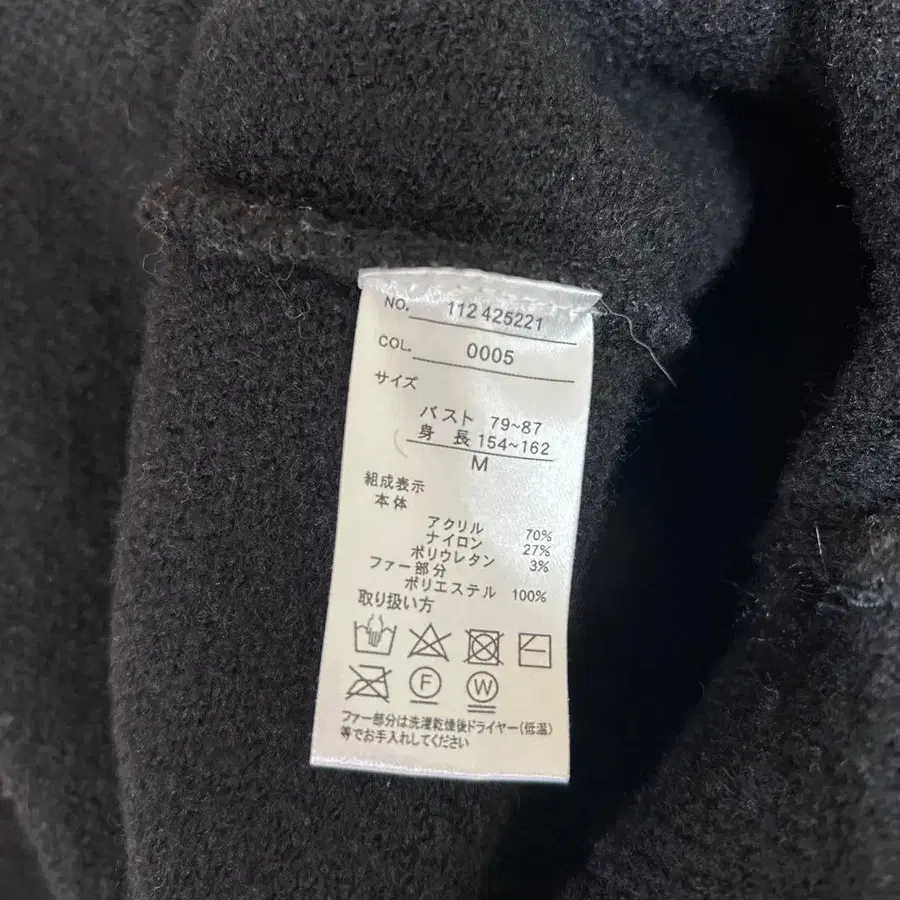 NO. 112 425221
COL. 0005
サイズ
バスト 79~87
身 長 154~162
M
組成表示
本体
アクリル 70%
ナイロン 27%
ポリウレタン 3%
ファー部分
ポリエステル 100%
取り扱い方
F W
ファー部分は洗濯乾燥後ドライヤー(低温)
等でお手入れしてください